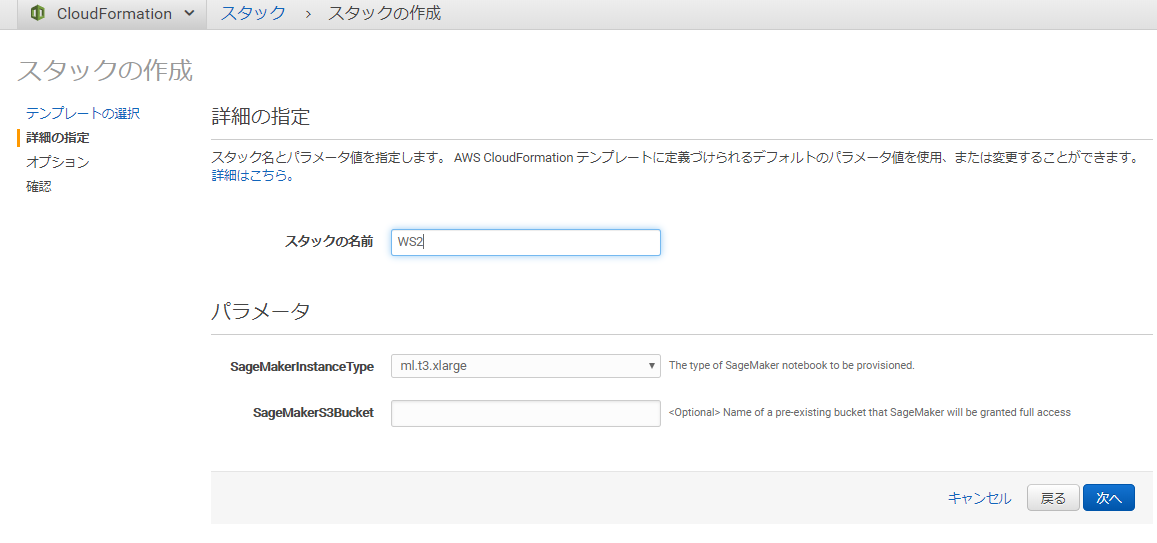 CloudFormation スタック › スタックの作成
スタックの作成
テンプレートの選択
詳細の指定
オプション
確認
詳細の指定
スタック名とパラメータ値を指定します。 AWS CloudFormation テンプレートに定義づけられるデフォルトのパラメータ値を使用、または変更することができます。
詳細はこちら。
スタックの名前 WS2
パラメータ
SageMakerInstanceType ml.t3.xlarge The type of SageMaker notebook to be provisioned.
SageMakerS3Bucket <Optional> Name of a pre-existing bucket that SageMaker will be granted full access
キャンセル 戻る 次へ